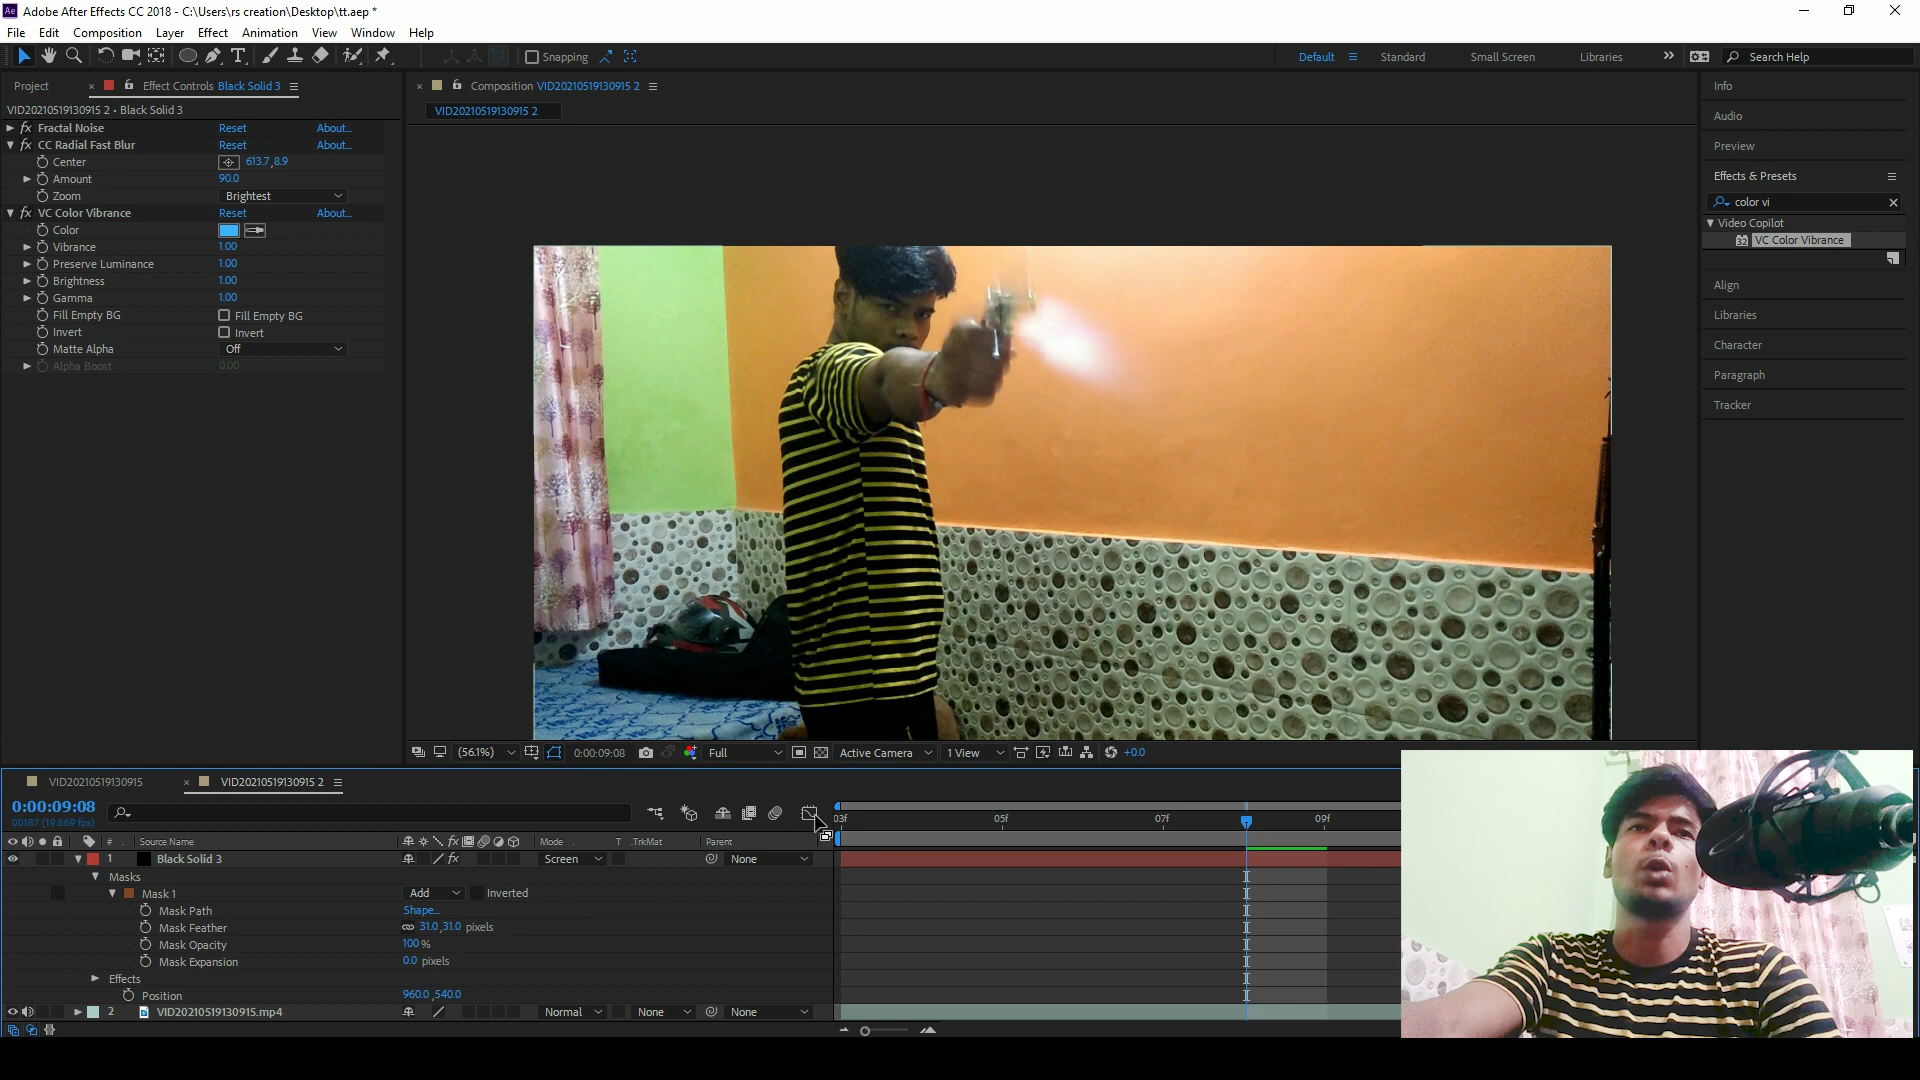 Adobe After Effects CC 2018 - C:\Users\rs creation\Desktop\tt.aep *
File Edit Composition Layer Effect Animation View Window Help
Snapping Default Standard Small Screen Libraries Search Help
Project Effect Controls Black Solid 3
VID20210519130915 2 • Black Solid 3
fx Fractal Noise Reset About...
fx CC Radial Fast Blur Reset About...
Center 613.7,8.9
Amount 90.0
Zoom Brightest
fx VC Color Vibrance Reset About...
Color
Vibrance 1.00
Preserve Luminance 1.00
Brightness 1.00
Gamma 1.00
Fill Empty BG Fill Empty BG
Invert Invert
Matte Alpha Off
Alpha Boost 0.00
Composition VID20210519130915 2
VID20210519130915 2
Info
Audio
Preview
Effects & Presets
color vi
Video Copilot
32 VC Color Vibrance
Align
Libraries
Character
Paragraph
Tracker
(56.1%) 0:00:09:08 Full Active Camera 1 View +0.0
VID20210519130915 VID20210519130915 2
0:00:09:08
00187 (19.869 fps)
03f 05f 07f 09f
# Source Name fx Mode T .TrkMat Parent
1 Black Solid 3 fx Screen None
Masks
Mask 1 Add Inverted
Mask Path Shape...
Mask Feather 31.0,31.0 pixels
Mask Opacity 100 %
Mask Expansion 0.0 pixels
Effects
Position 960.0,540.0
2 VID20210519130915.mp4 Normal None None